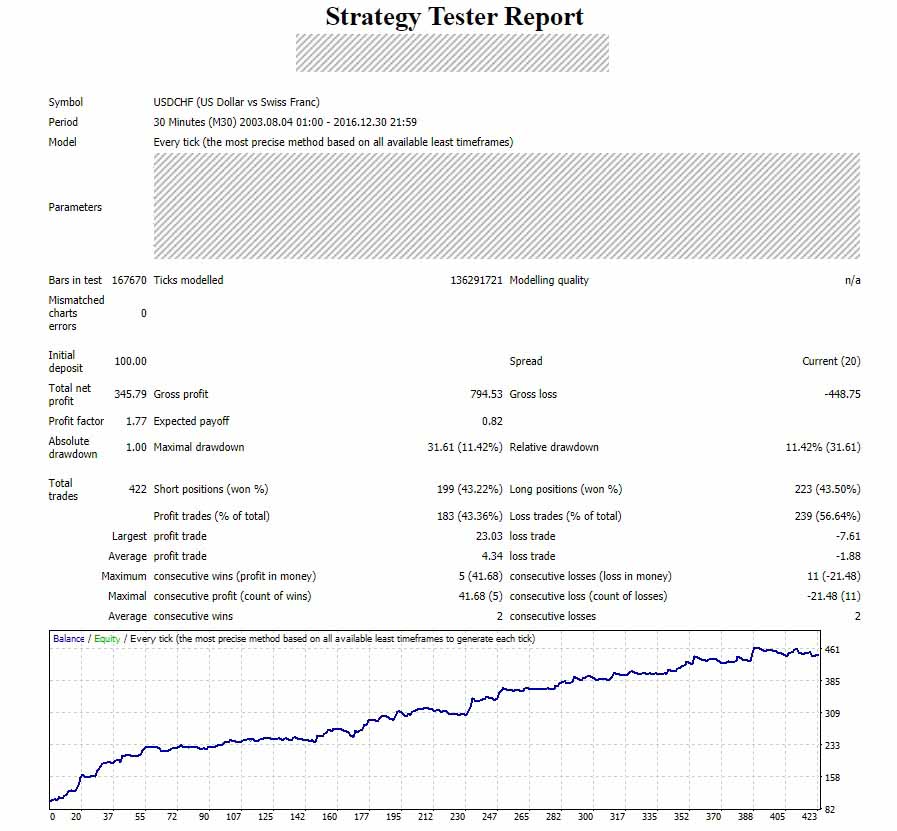 Strategy Tester Report
Symbol USDCHF (US Dollar vs Swiss Franc)
Period 30 Minutes (M30) 2003.08.04 01:00 - 2016.12.30 21:59
Model Every tick (the most precise method based on all available least timeframes)
Parameters
Bars in test 167670 Ticks modelled 136291721 Modelling quality n/a
Mismatched
charts
errors 0
Initial
deposit 100.00 Spread Current (20)
Total net
profit 345.79 Gross profit 794.53 Gross loss -448.75
Profit factor 1.77 Expected payoff 0.82
Absolute
drawdown 1.00 Maximal drawdown 31.61 (11.42%) Relative drawdown 11.42% (31.61)
Total
trades 422 Short positions (won %) 199 (43.22%) Long positions (won %) 223 (43.50%)
Profit trades (% of total) 183 (43.36%) Loss trades (% of total) 239 (56.64%)
Largest profit trade 23.03 loss trade -7.61
Average profit trade 4.34 loss trade -1.88
Maximum consecutive wins (profit in money) 5 (41.68) consecutive losses (loss in money) 11 (-21.48)
Maximal consecutive profit (count of wins) 41.68 (5) consecutive loss (count of losses) -21.48 (11)
Average consecutive wins 2 consecutive losses 2
Balance / Equity / Every tick (the most precise method based on all available least timeframes to generate each tick)
461
385
309
233
158
82
0 20 37 55 72 90 107 125 142 160 177 195 212 230 247 265 282 300 317 335 352 370 388 405 423